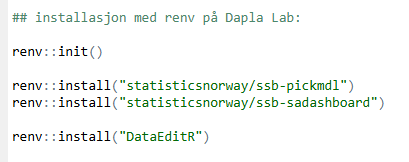 ## installasjon med renv på Dapla Lab:
renv::init()
renv::install("statisticsnorway/ssb-pickmdl")
renv::install("statisticsnorway/ssb-sadashboard")
renv::install("DataEditR")